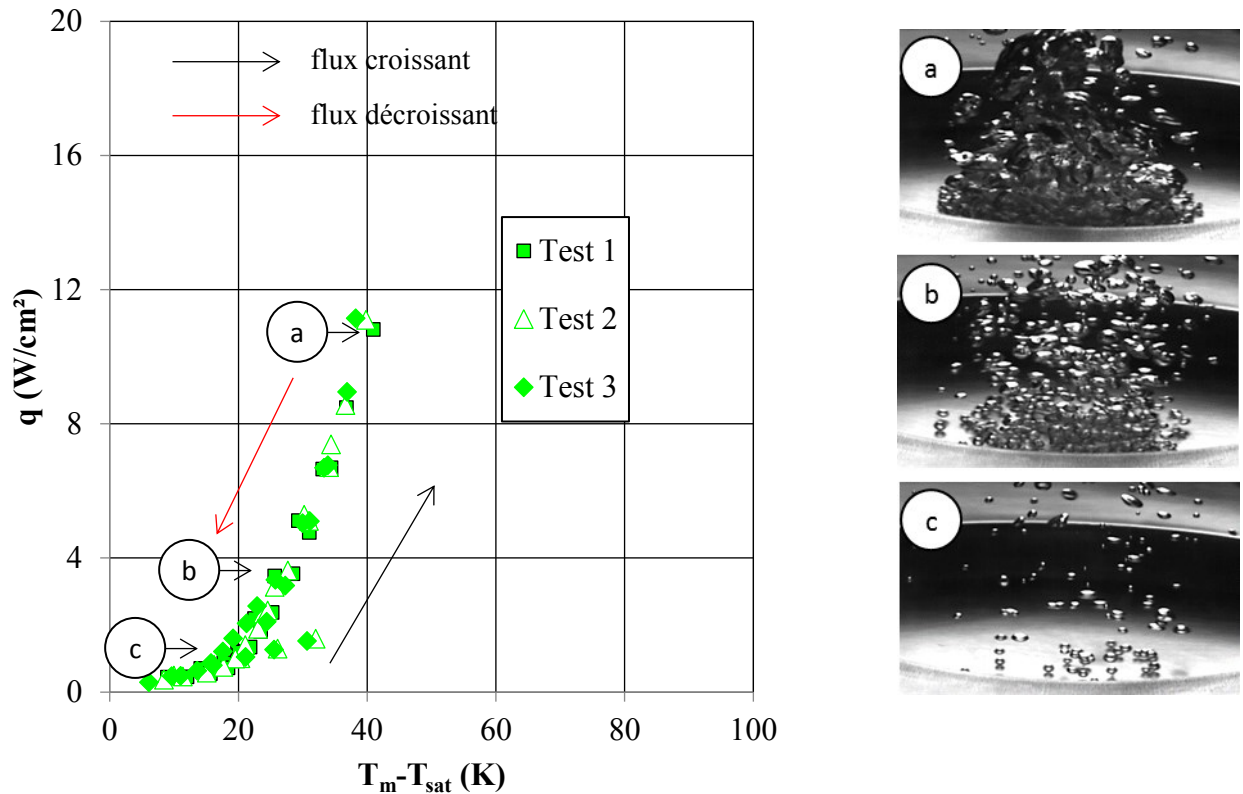 20
16
12
8
4
0
q (W/cm²)
flux croissant
flux décroissant
Test 1
Test 2
Test 3
a
b
c
0 20 40 60 80 100
Tm-Tsat (K)
a
b
c